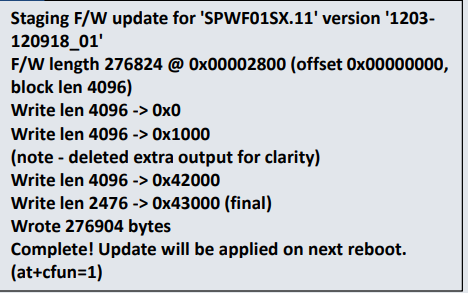 Staging F/W update for 'SPWF01SX.11' version '1203-
120918_01'
F/W length 276824 @ 0x00002800 (offset 0x00000000,
block len 4096)
Write len 4096 -> 0x0
Write len 4096 -> 0x1000
(note - deleted extra output for clarity)
Write len 4096 -> 0x42000
Write len 2476 -> 0x43000 (final)
Wrote 276904 bytes
Complete! Update will be applied on next reboot.
(at+cfun=1)